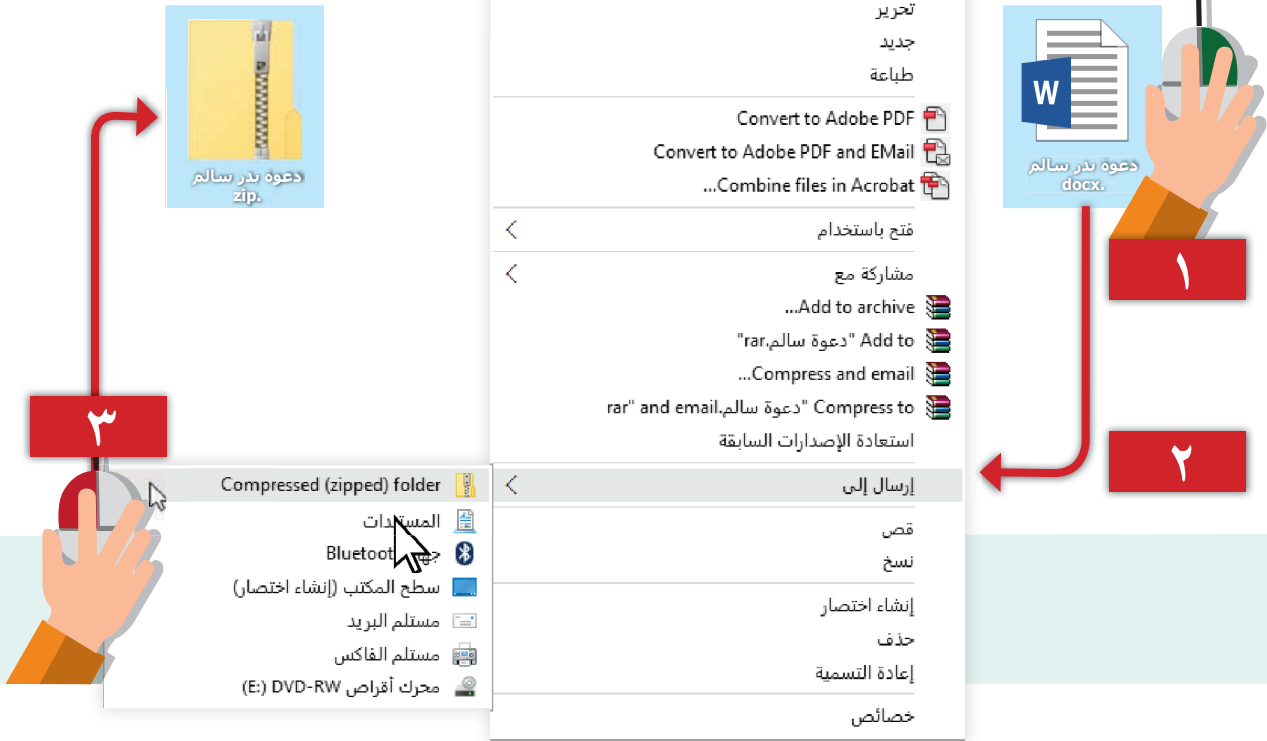 دعوة بدر سالم
.docx
W
١
٢
تحرير
جديد
طباعة
Convert to Adobe PDF
Convert to Adobe PDF and EMail
Combine files in Acrobat...
فتح باستخدام
مشاركة مع
Add to archive...
Add to "دعوة سالم.rar"
Compress and email...
Compress to "دعوة سالم.rar" and email
استعادة الإصدارات السابقة
إرسال إلى
قص
نسخ
إنشاء اختصار
حذف
إعادة التسمية
خصائص
Compressed (zipped) folder
المستندات
سطح المكتب (إنشاء اختصار)
مستلم البريد
مستلم الفاكس
محرك أقراص DVD-RW (E:)
٣
دعوة بدر سالم
.zip